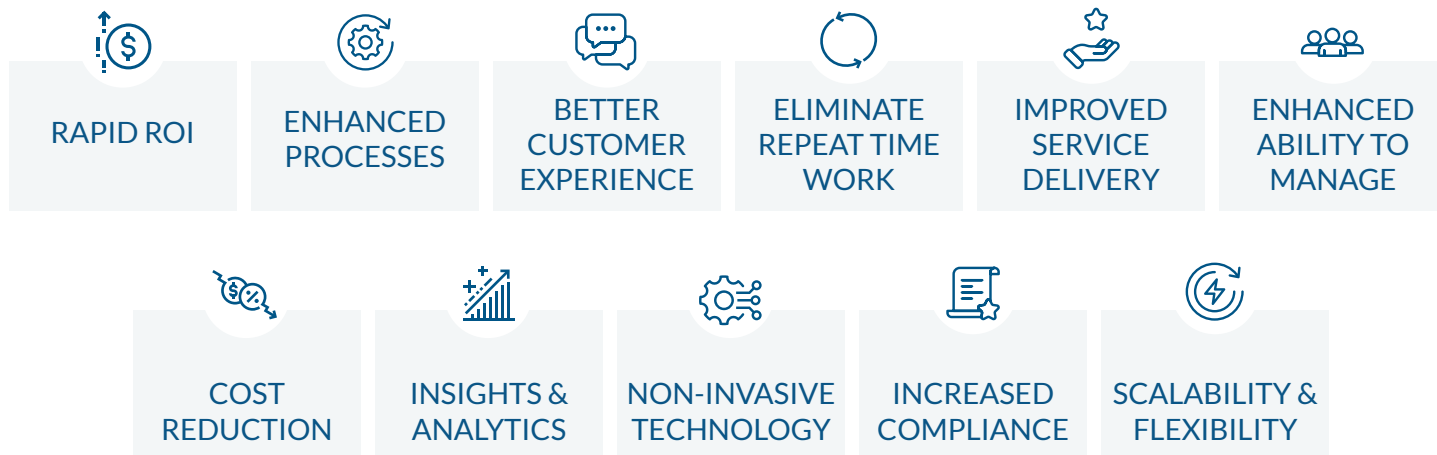 RAPID ROI
ENHANCED
PROCESSES
BETTER
CUSTOMER
EXPERIENCE
ELIMINATE
REPEAT TIME
WORK
IMPROVED
SERVICE
DELIVERY
ENHANCED
ABILITY TO
MANAGE
COST
REDUCTION
INSIGHTS &
ANALYTICS
NON-INVASIVE
TECHNOLOGY
INCREASED
COMPLIANCE
SCALABILITY &
FLEXIBILITY